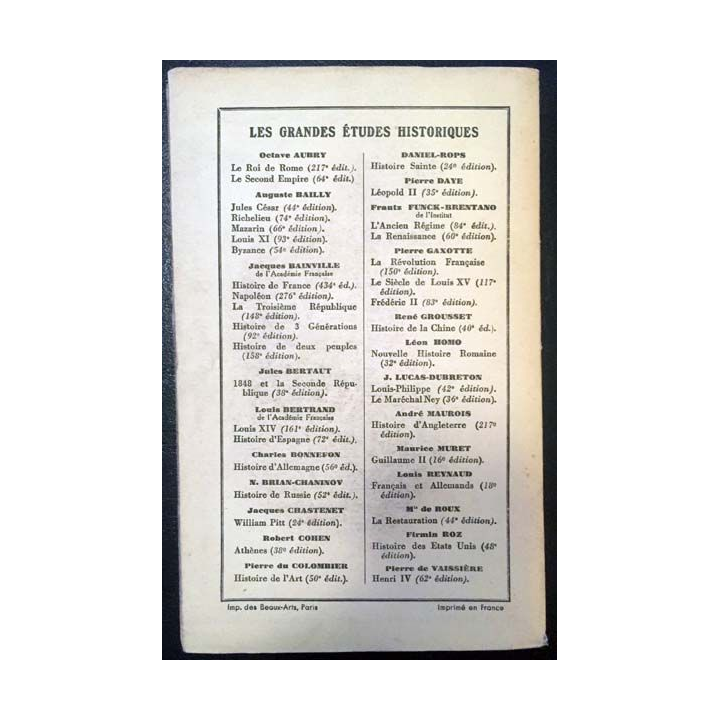 LES GRANDES ÉTUDES HISTORIQUES
Octave AUBRY
Le Roi de Rome (217e édit.).
Le Second Empire (64e édit.)
Auguste BAILLY
Jules César (44e édition).
Richelieu (74e édition).
Mazarin (66e édition).
Louis XI (93e édition).
Byzance (54e édition).
Jacques BAINVILLE
de l'Académie Française
Histoire de France (434e éd.).
Napoléon (276e édition).
La Troisième République
(148e édition).
Histoire de 3 Générations
(92e édition).
Histoire de deux peuples
(158e édition).
Jules BERTAUT
1848 et la Seconde Répu-
blique (38e édition).
Louis BERTRAND
de l'Académie Française
Louis XIV (161e édition).
Histoire d'Espagne (72e édit.).
Charles BONNEFON
Histoire d'Allemagne (56e éd.).
N. BRIAN-CHANINOV
Histoire de Russie (52e édit.).
Jacques CHASTENET
William Pitt (24e édition).
Robert COHEN
Athènes (38e édition).
Pierre du COLOMBIER
Histoire de l'Art (50e édit.).
DANIEL-ROPS
Histoire Sainte (24e édition).
Pierre DAYE
Léopold II (35e édition).
Frantz FUNCK-BRENTANO
de l'Institut
L'Ancien Régime (84e édit.).
La Renaissance (60e édition).
Pierre GAXOTTE
La Révolution Française
(150e édition).
Le Siècle de Louis XV (117e
édition).
Frédéric II (83e édition).
René GROUSSET
Histoire de la Chine (40e éd.).
Léon HOMO
Nouvelle Histoire Romaine
(32e édition).
J. LUCAS-DUBRETON
Louis-Philippe (42e édition).
Le Maréchal Ney (36e édition).
André MAUROIS
Histoire d'Angleterre (217e
édition).
Maurice MURET
Guillaume II (16e édition).
Louis REYNAUD
Français et Allemands (18e
édition).
Mis de ROUX
La Restauration (44e édition).
Firmin ROZ
Histoire des Etats Unis (48e
édition).
Pierre de VAISSIÈRE
Henri IV (62e édition).
Imp. des Beaux-Arts, Paris
Imprimé en France